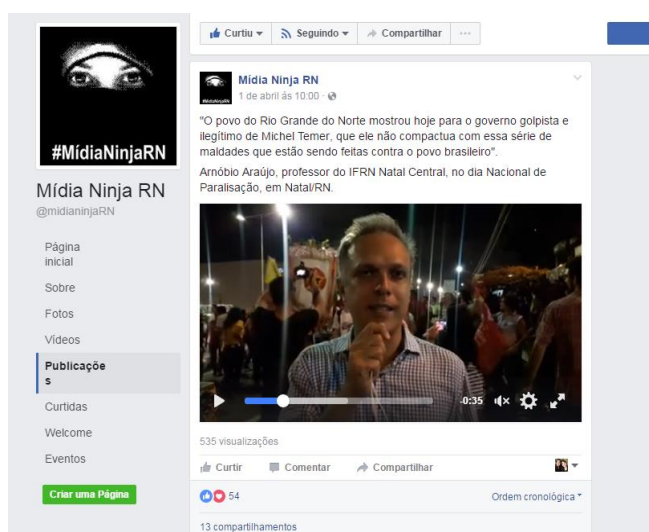 #MídiaNinjaRN
Mídia Ninja RN
@midianinjaRN
Página
inicial
Sobre
Fotos
Vídeos
Publicaçõe
s
Curtidas
Welcome
Eventos
Criar uma Página
Curtiu
Seguindo
Compartilhar
Mídia Ninja RN
1 de abril às 10:00
"O povo do Rio Grande do Norte mostrou hoje para o governo golpista e
ilegítimo de Michel Temer, que ele não compactua com essa série de
maldades que estão sendo feitas contra o povo brasileiro".
Arnóbio Araújo, professor do IFRN Natal Central, no dia Nacional de
Paralisação, em Natal/RN.
-0:35
535 visualizações
Curtir Comentar Compartilhar
54 Ordem cronológica
13 compartilhamentos